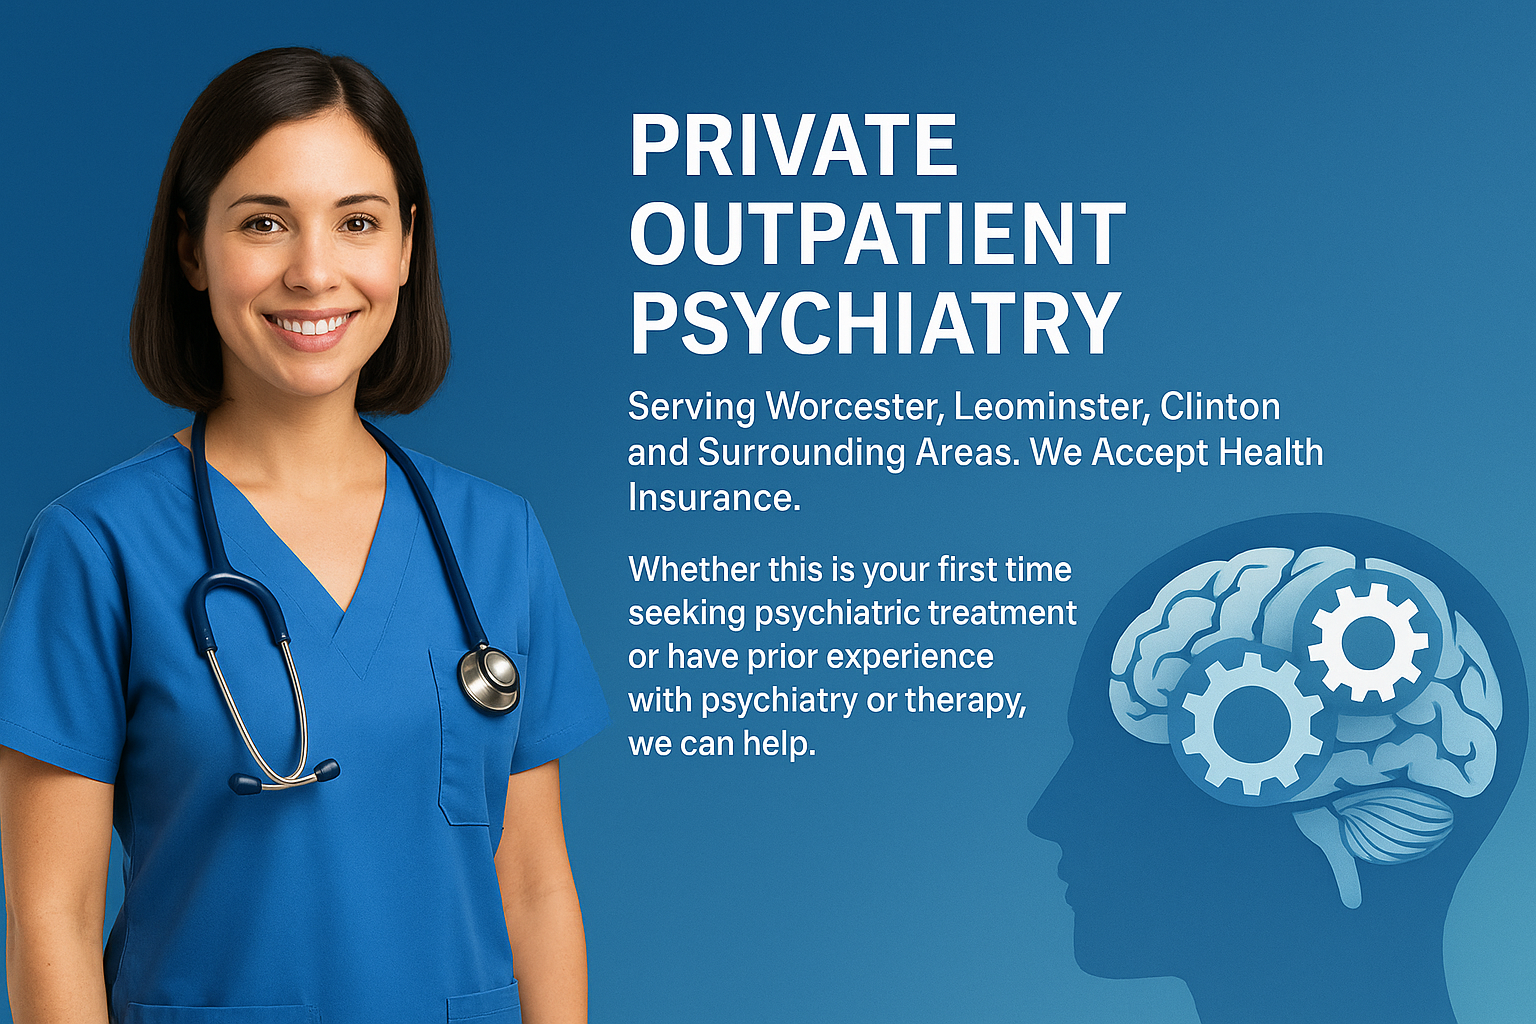 PRIVATE
OUTPATIENT
PSYCHIATRY
Serving Worcester, Leominster, Clinton
and Surrounding Areas. We Accept Health
Insurance.
Whether this is your first time
seeking psychiatric treatment
or have prior experience
with psychiatry or therapy,
we can help.